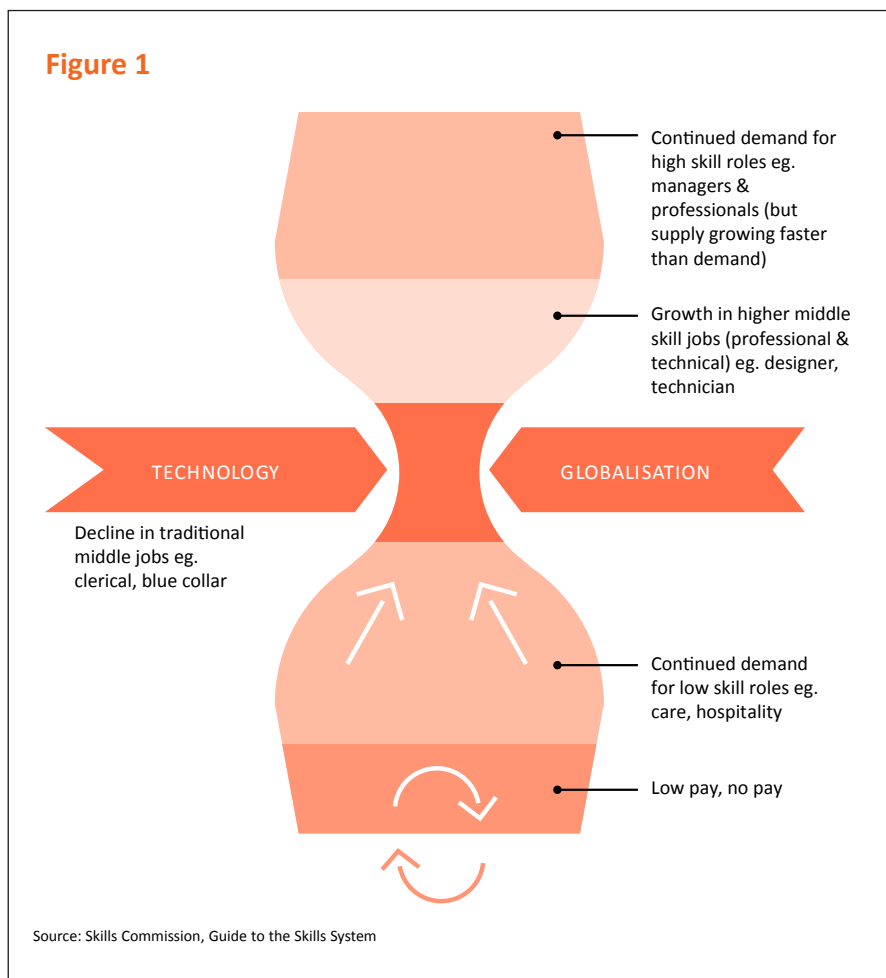 Figure 1
Continued demand for
high skill roles eg.
managers &
professionals (but
supply growing faster
than demand)
Growth in higher middle
skill jobs (professional &
technical) eg. designer,
technician
TECHNOLOGY
GLOBALISATION
Decline in traditional
middle jobs eg.
clerical, blue collar
Continued demand
for low skill roles eg.
care, hospitality
Low pay, no pay
Source: Skills Commission, Guide to the Skills System